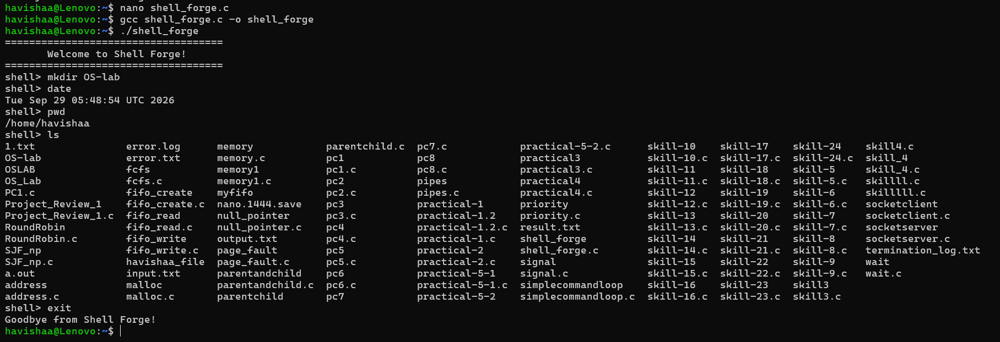 havishaa@Lenovo:~$ nano shell_forge.c
havishaa@Lenovo:~$ gcc shell_forge.c -o shell_forge
havishaa@Lenovo:~$ ./shell_forge
====================================
       Welcome to Shell Forge!
====================================
shell> mkdir OS-lab
shell> date
Tue Sep 29 05:48:54 UTC 2026
shell> pwd
/home/havishaa
shell> ls
1.txt               error.log      memory            parentchild.c  pc7.c            practical-5-2.c      skill-10    skill-17    skill-24    skill4.c
OS-lab              error.txt      memory.c          pc1            pc8              practical3           skill-10.c  skill-17.c  skill-24.c  skill_4
OSLAB               fcfs           memory1           pc1.c          pc8.c            practical3.c         skill-11    skill-18    skill-5     skill_4.c
OS_Lab              fcfs.c         memory1.c         pc2            pipes            practical4           skill-11.c  skill-18.c  skill-5.c   skillll.c
PC1.c               fifo_create    myfifo            pc2.c          pipes.c          practical4.c         skill-12    skill-19    skill-6     skilllll.c
Project_Review_1    fifo_create.c  nano.1444.save    pc3            practical-1      priority             skill-12.c  skill-19.c  skill-6.c   socketclient
Project_Review_1.c  fifo_read      null_pointer      pc3.c          practical-1.2    priority.c           skill-13    skill-20    skill-7     socketclient.c
RoundRobin          fifo_read.c    null_pointer.c    pc4            practical-1.2.c  result.txt           skill-13.c  skill-20.c  skill-7.c   socketserver
RoundRobin.c        fifo_write     output.txt        pc4.c          practical-1.c    shell_forge          skill-14    skill-21    skill-8     socketserver.c
SJF_np              fifo_write.c   page_fault        pc5            practical-2      shell_forge.c        skill-14.c  skill-21.c  skill-8.c   termination_log.txt
SJF_np.c            havishaa_file  page_fault.c      pc5.c          practical-2.c    signal               skill-15    skill-22    skill-9     wait
a.out               input.txt      parentandchild    pc6            practical-5-1    signal.c             skill-15.c  skill-22.c  skill-9.c   wait.c
address             malloc         parentandchild.c  pc6.c          practical-5-1.c  simplecommandloop    skill-16    skill-23    skill3
address.c           malloc.c       parentchild       pc7            practical-5-2    simplecommandloop.c  skill-16.c  skill-23.c  skill3.c
shell> exit
Goodbye from Shell Forge!
havishaa@Lenovo:~$